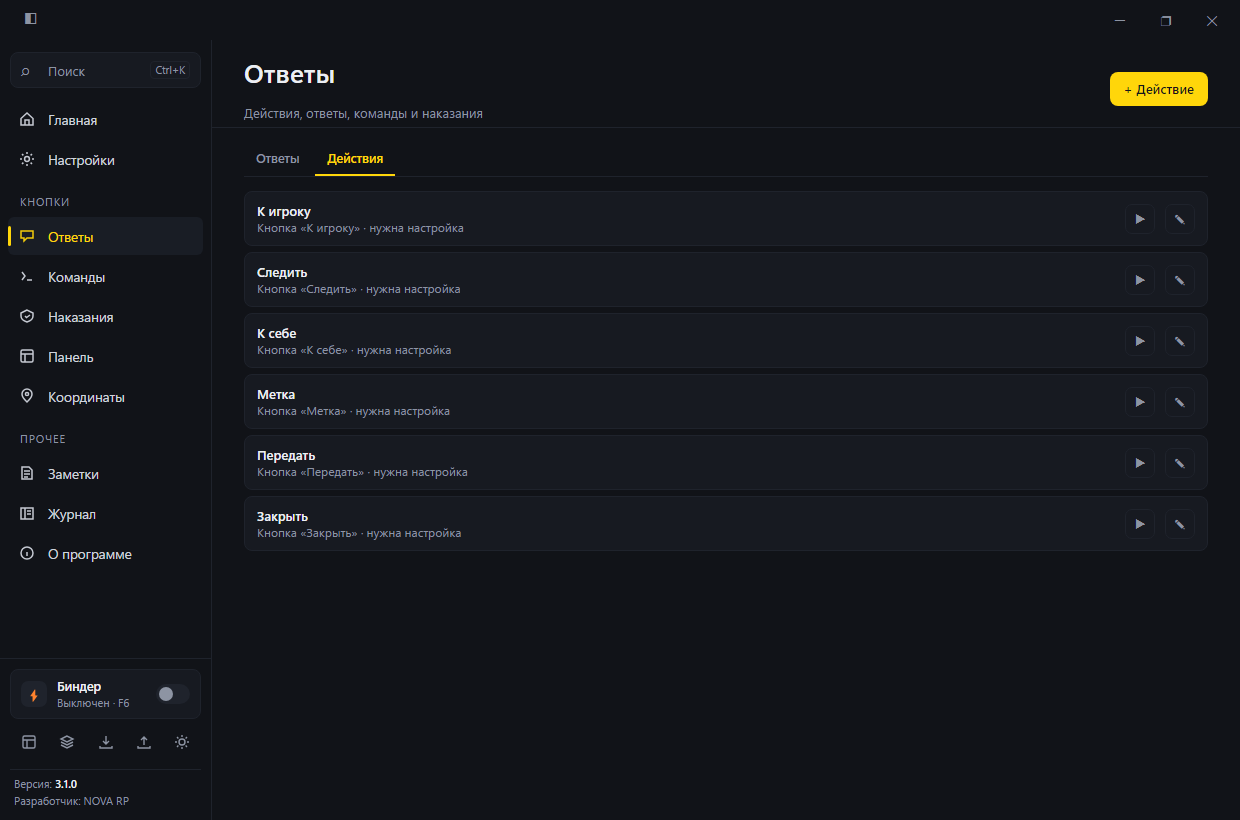 Поиск
Ctrl+K
Главная
Настройки
КНОПКИ
Ответы
Команды
Наказания
Панель
Координаты
ПРОЧЕЕ
Заметки
Журнал
О программе
Биндер
Выключен · F6
Версия: 3.1.0
Разработчик: NOVA RP
Ответы
Действия, ответы, команды и наказания
+ Действие
Ответы
Действия
К игроку
Кнопка «К игроку» · нужна настройка
Следить
Кнопка «Следить» · нужна настройка
К себе
Кнопка «К себе» · нужна настройка
Метка
Кнопка «Метка» · нужна настройка
Передать
Кнопка «Передать» · нужна настройка
Закрыть
Кнопка «Закрыть» · нужна настройка